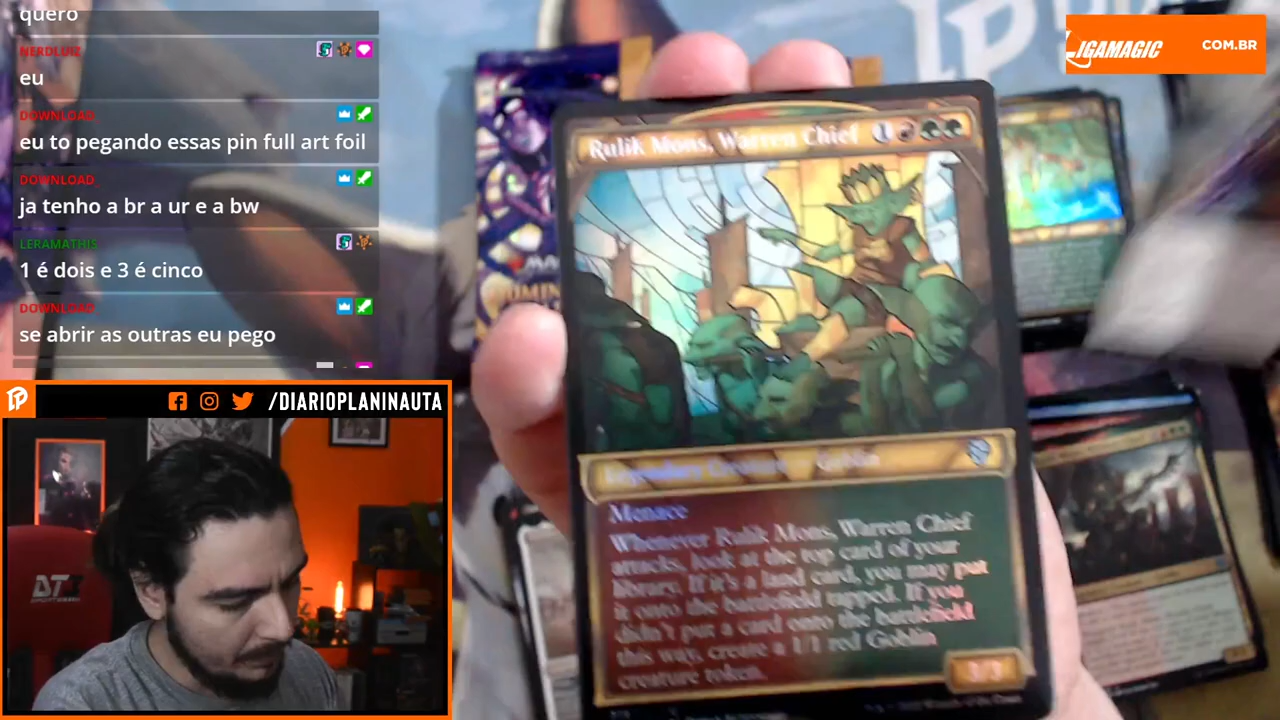 quero
NERDLUIZ
eu
DOWNLOAD_
eu to pegando essas pin full art foil
DOWNLOAD_
ja tenho a br a ur e a bw
LERAMATHIS
1 é dois e 3 é cinco
DOWNLOAD_
se abrir as outras eu pego
/DIARIOPLANINAUTA
LIGAMAGIC COM.BR
Rulik Mons, Warren Chief 1
Legendary Creature — Goblin
Menace
Whenever Rulik Mons, Warren Chief
attacks, look at the top card of your
library. If it's a land card, you may put
it onto the battlefield tapped. If you
didn't put a card onto the battlefield
this way, create a 1/1 red Goblin
creature token.
3/3